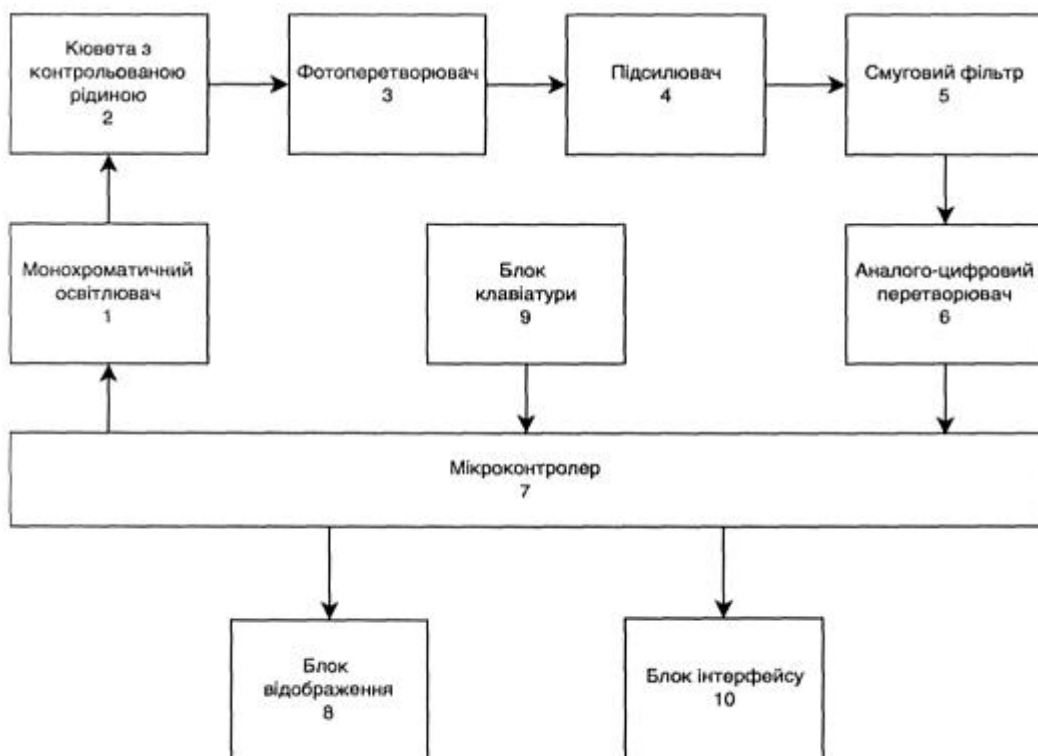 Кювета з
контрольованою
рідиною
2
Фотоперетворювач
3
Підсилювач
4
Смуговий фільтр
5
Монохроматичний
освітлювач
1
Блок
клавіатури
9
Аналого-цифровий
перетворювач
6
Мікроконтролер
7
Блок
відображення
8
Блок інтерфейсу
10